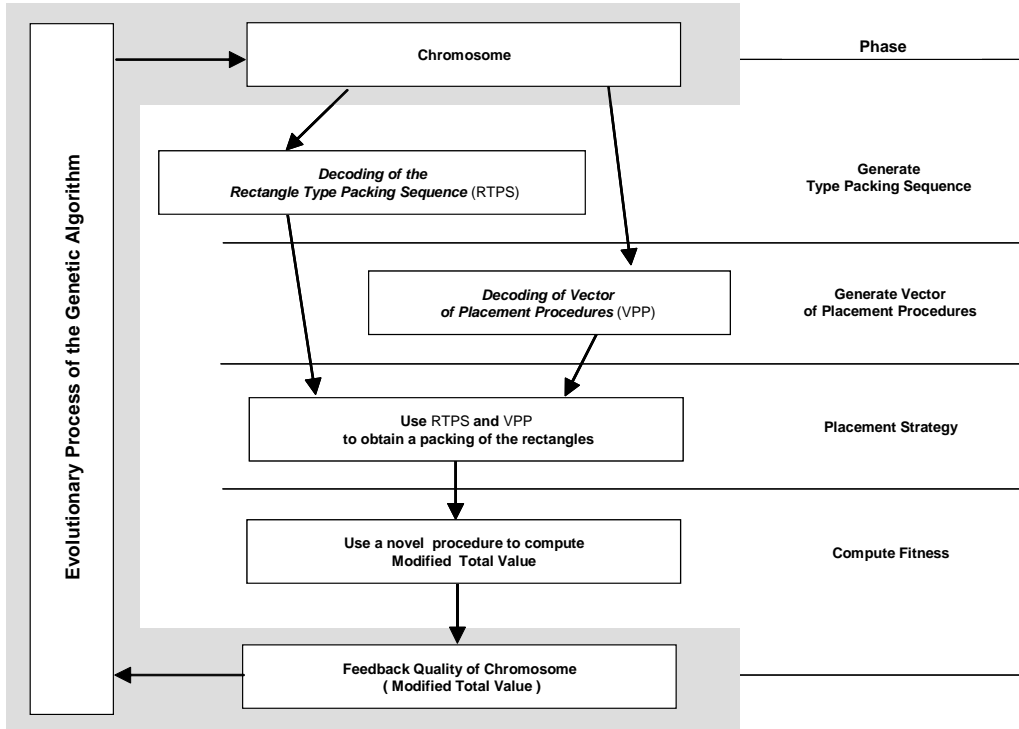 Evolutionary Process of the Genetic Algorithm
Chromosome
Phase
Decoding of the
Rectangle Type Packing Sequence (RTPS)
Generate
Type Packing Sequence
Decoding of Vector
of Placement Procedures (VPP)
Generate Vector
of Placement Procedures
Use RTPS and VPP
to obtain a packing of the rectangles
Placement Strategy
Use a novel procedure to compute
Modified Total Value
Compute Fitness
Feedback Quality of Chromosome
( Modified Total Value )